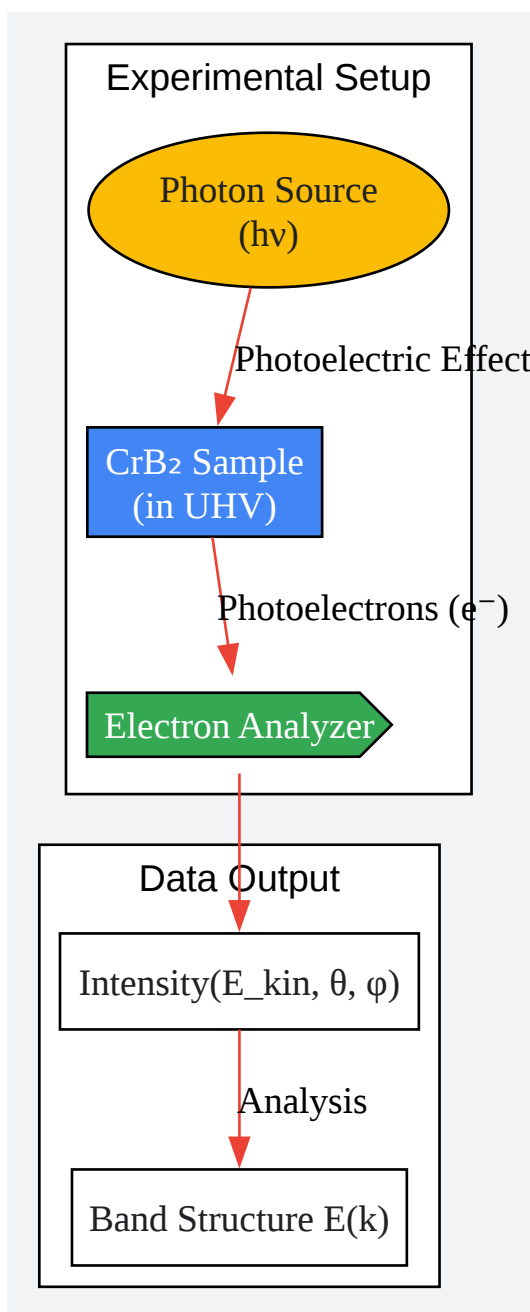 Experimental Setup
Photon Source
(hν)
Photoelectric Effect
CrB₂ Sample
(in UHV)
Photoelectrons (e⁻)
Electron Analyzer
Data Output
Intensity(E_kin, θ, φ)
Analysis
Band Structure E(k)